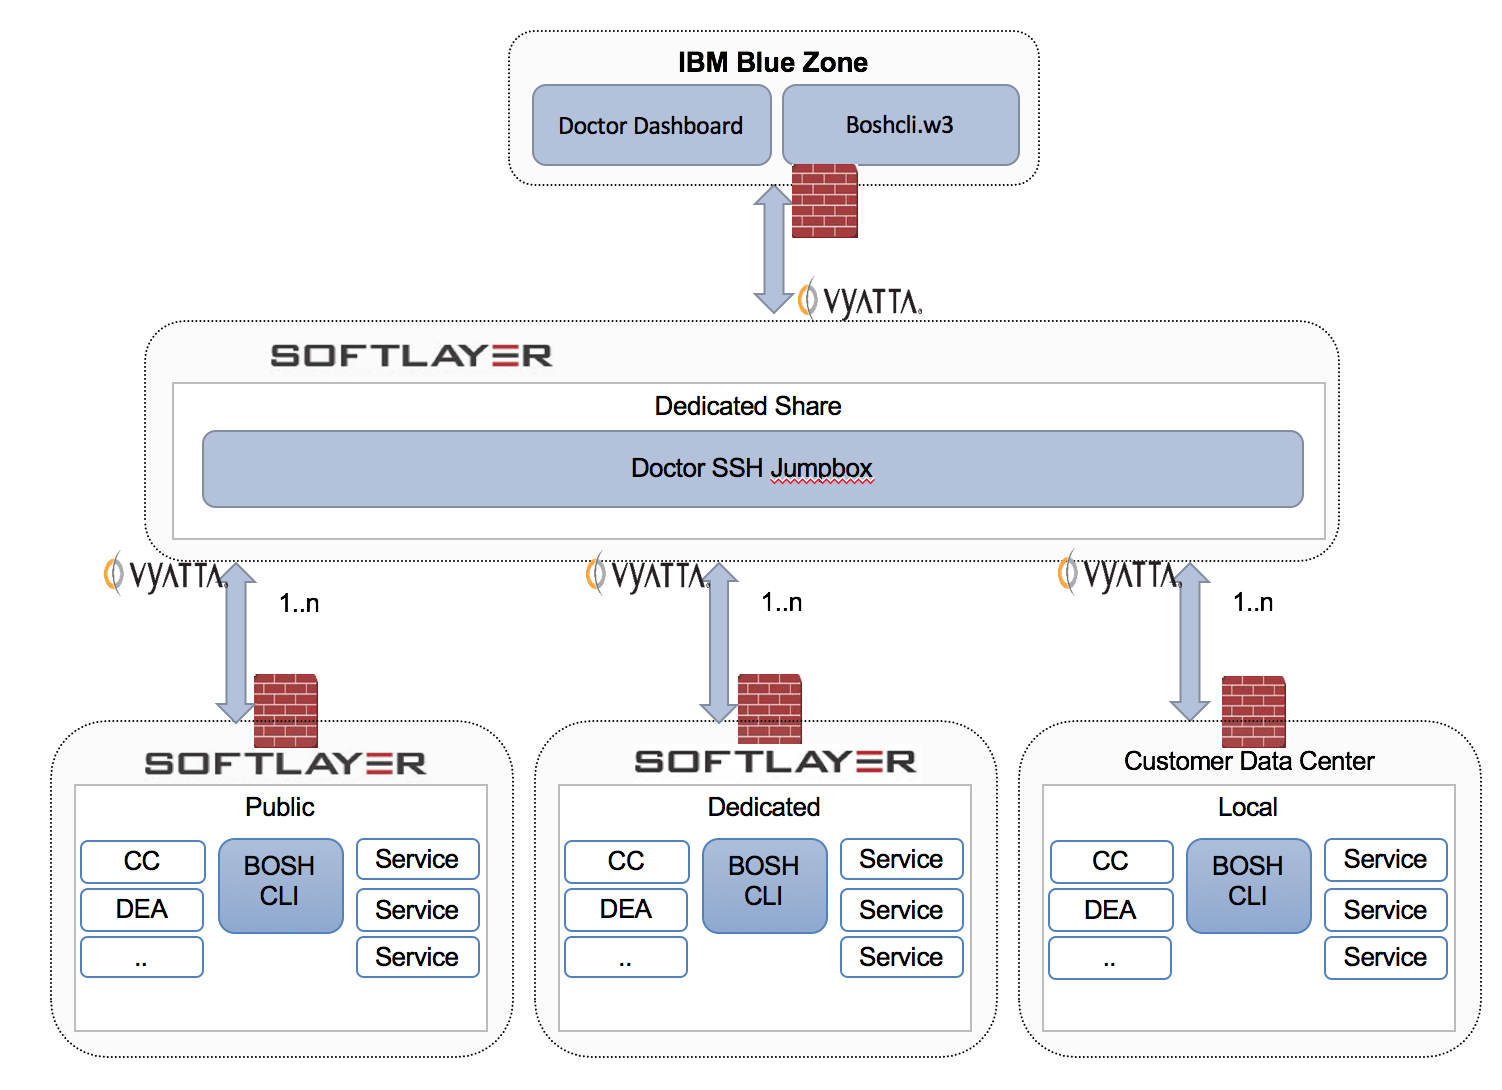 IBM Blue Zone
Doctor Dashboard
Boshcli.w3
VYATTA.
SOFTLAYER
Dedicated Share
Doctor SSH Jumpbox
VYATTA.
VYATTA.
VYATTA.
1..n
1..n
1..n
SOFTLAYER
SOFTLAYER
Customer Data Center
Public
CC
DEA
..
BOSH
CLI
Service
Service
Service
Dedicated
CC
DEA
..
BOSH
CLI
Service
Service
Service
Local
CC
DEA
..
BOSH
CLI
Service
Service
Service